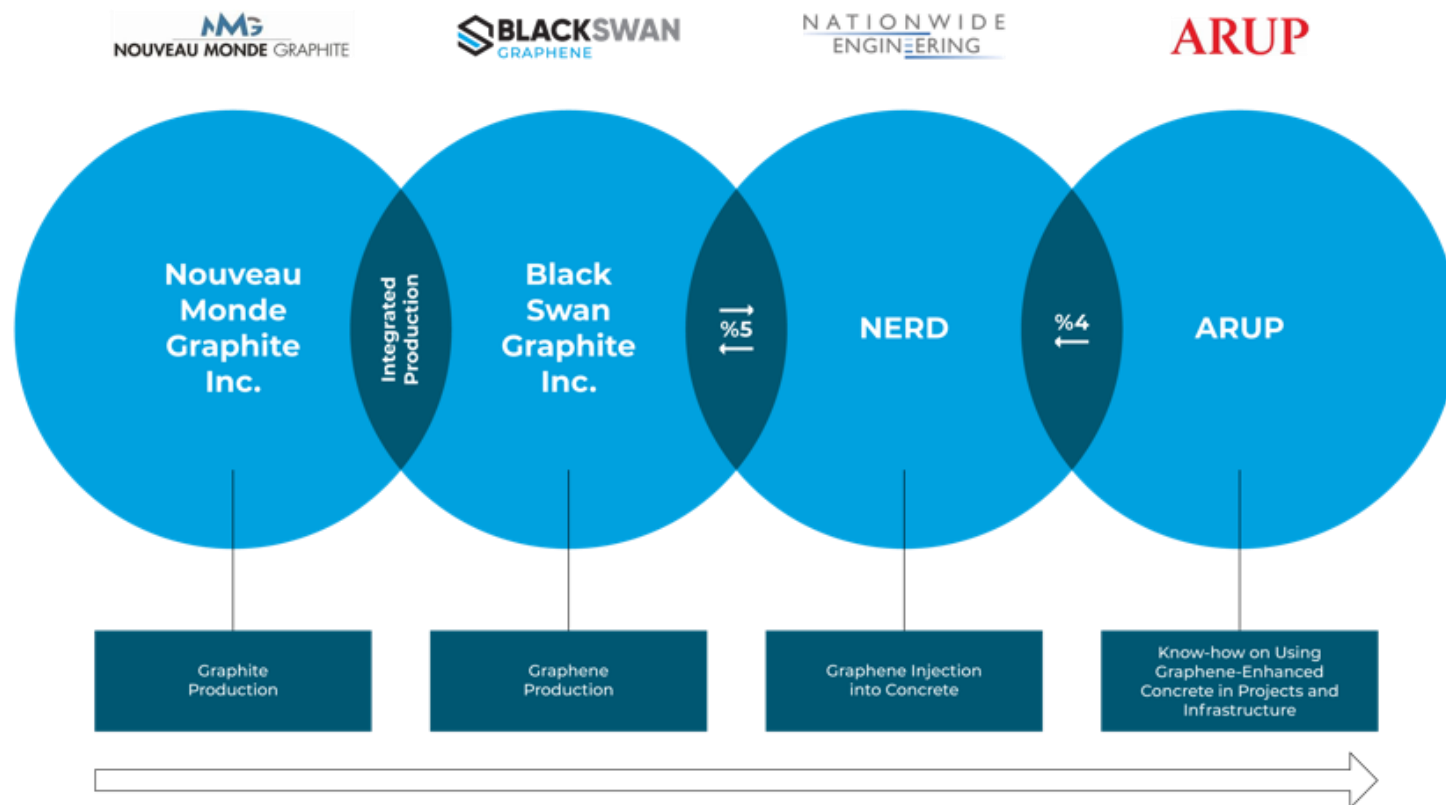 NMG
NOUVEAU MONDE GRAPHITE
BLACKSWAN
GRAPHENE
NATIONWIDE
ENGINEERING
ARUP
Nouveau
Monde
Graphite
Inc.
Integrated
Production
Black
Swan
Graphite
Inc.
%5
NERD
%4
ARUP
Graphite
Production
Graphene
Production
Graphene Injection
into Concrete
Know-how on Using
Graphene-Enhanced
Concrete in Projects and
Infrastructure